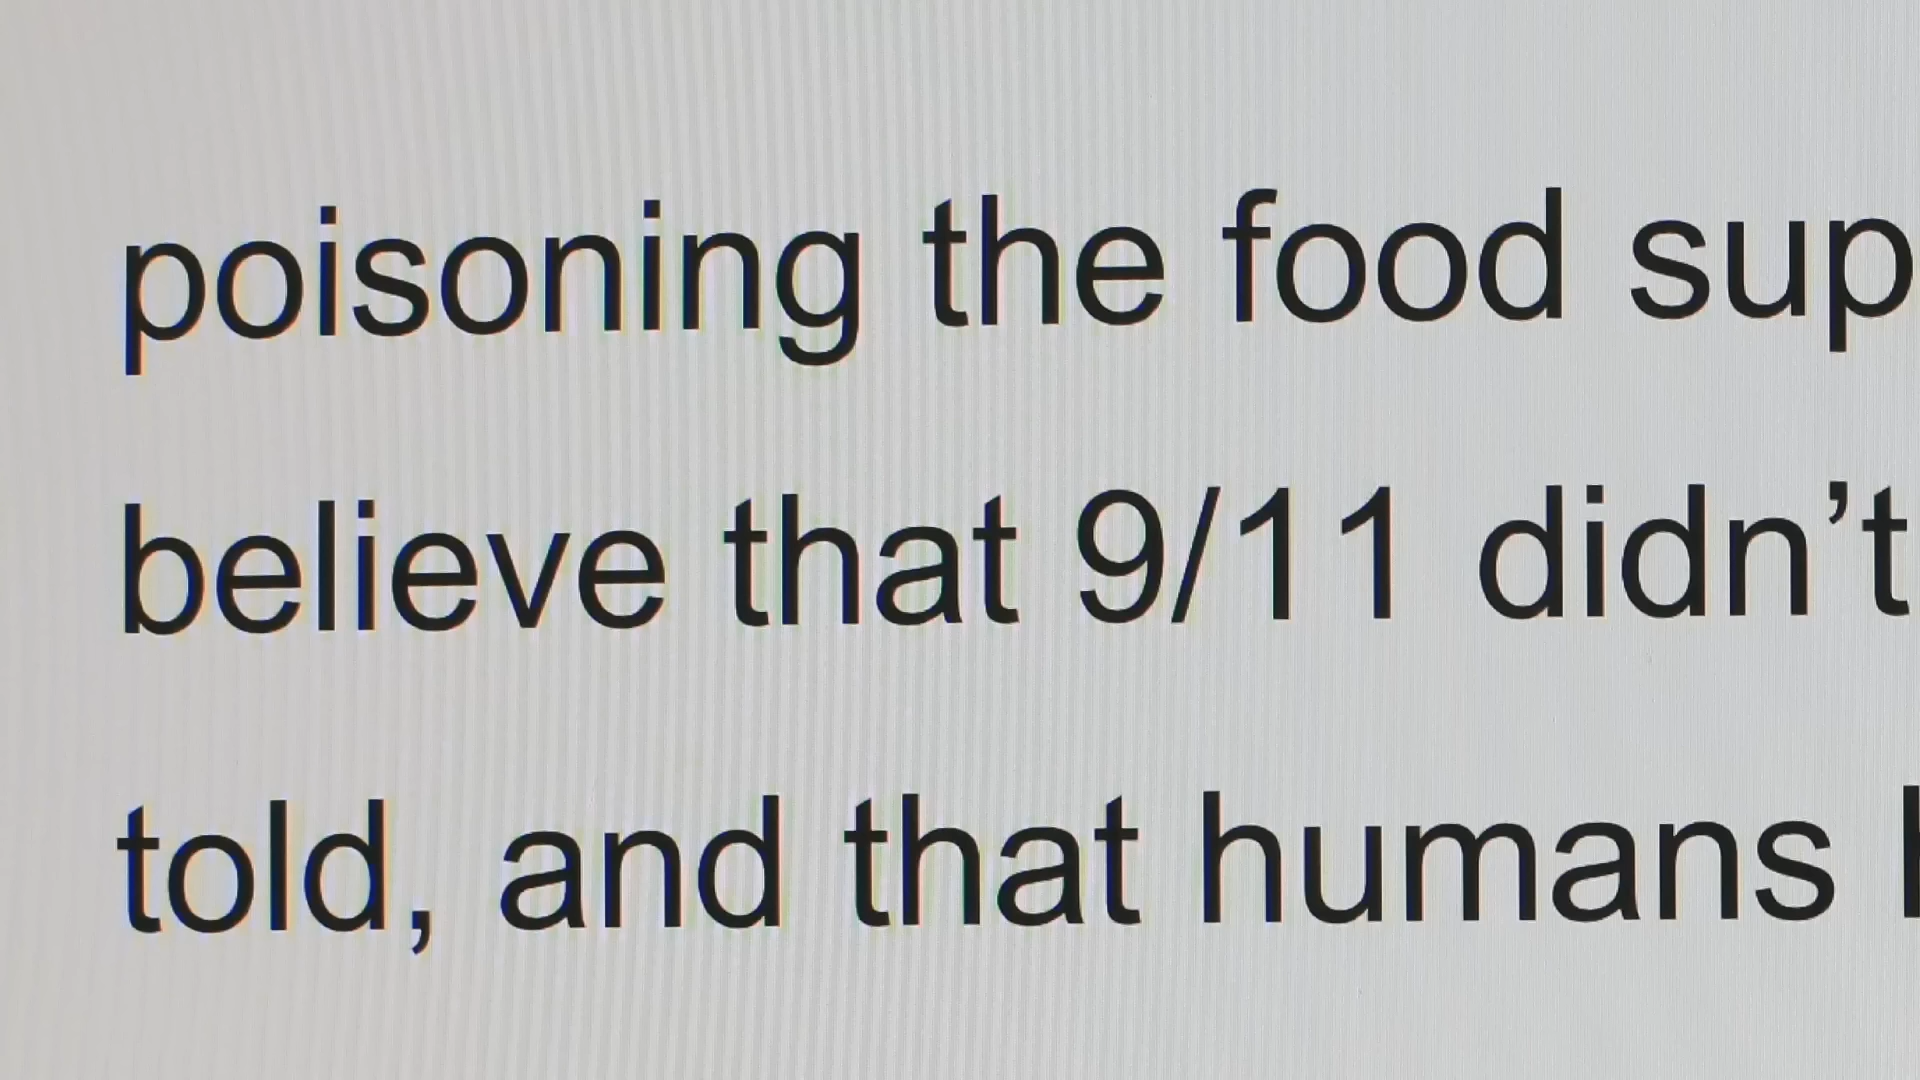 poisoning the food sup
believe that 9/11 didn’t
told, and that humans